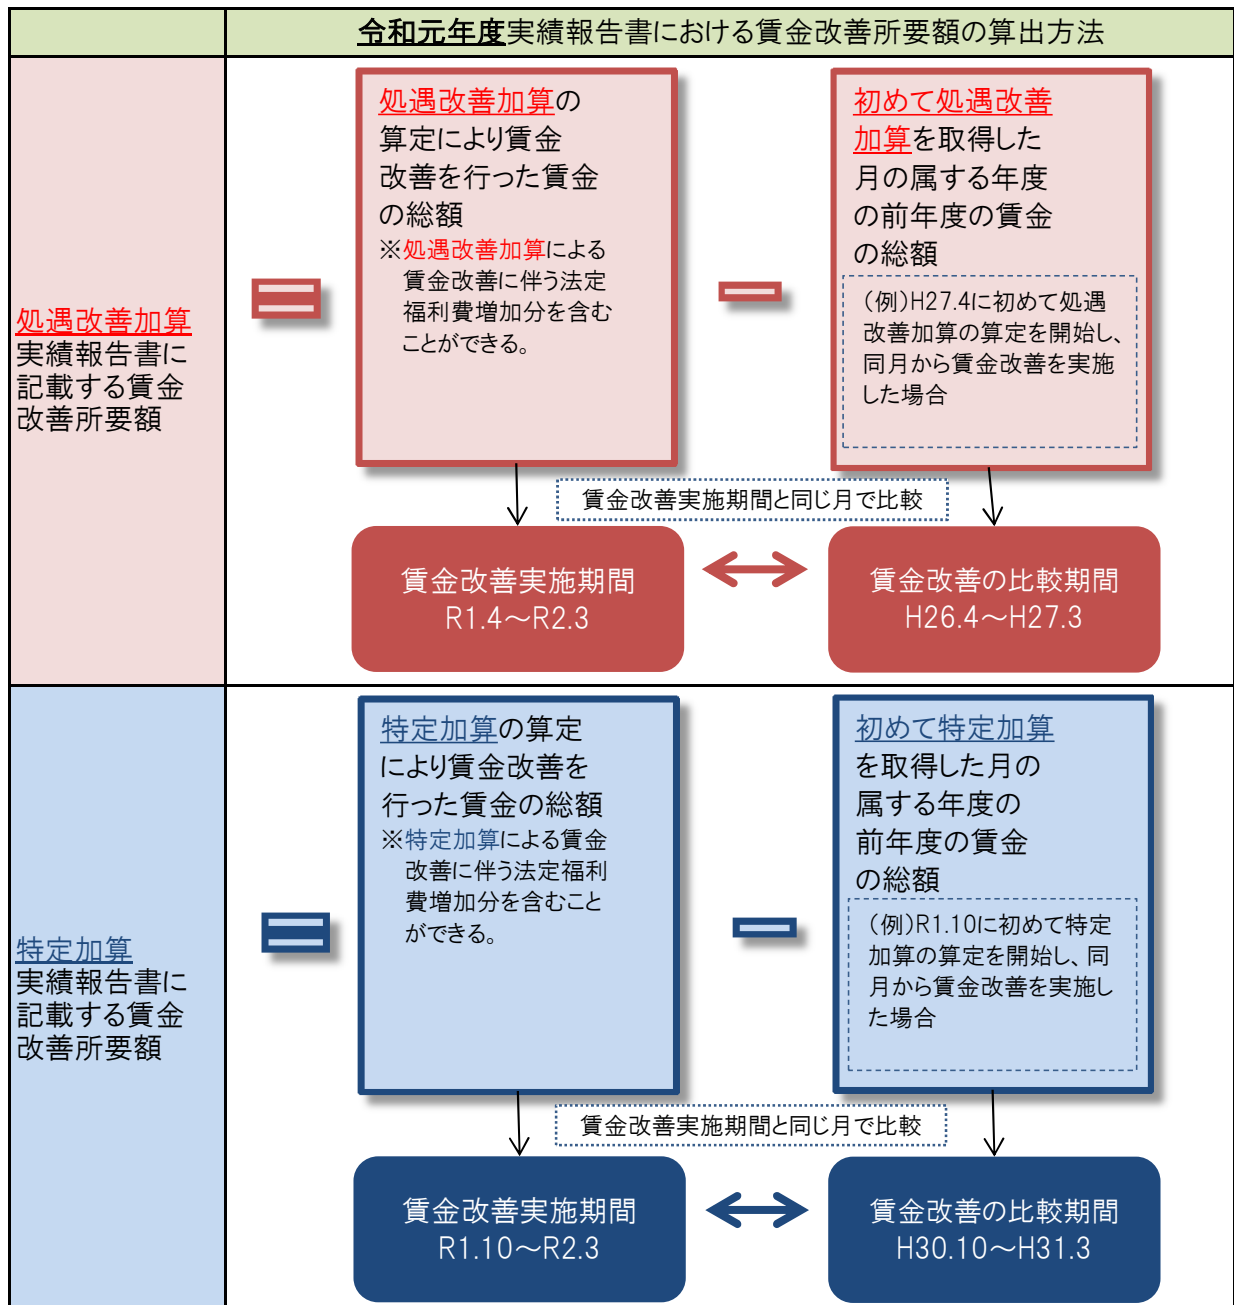 令和元年度実績報告書における賃金改善所要額の算出方法
処遇改善加算
実績報告書に
記載する賃金
改善所要額
処遇改善加算の
算定により賃金
改善を行った賃金
の総額
※処遇改善加算による
賃金改善に伴う法定
福利費増加分を含む
ことができる。
初めて処遇改善
加算を取得した
月の属する年度
の前年度の賃金
の総額
（例）H27.4に初めて処遇
改善加算の算定を開始し、
同月から賃金改善を実施
した場合
賃金改善実施期間と同じ月で比較
賃金改善実施期間
R1.4～R2.3
賃金改善の比較期間
H26.4～H27.3
特定加算
実績報告書に
記載する賃金
改善所要額
特定加算の算定
により賃金改善を
行った賃金の総額
※特定加算による賃金
改善に伴う法定福利
費増加分を含むこと
ができる。
初めて特定加算
を取得した月の
属する年度の
前年度の賃金
の総額
（例）R1.10に初めて特定
加算の算定を開始し、同
月から賃金改善を実施し
た場合
賃金改善実施期間と同じ月で比較
賃金改善実施期間
R1.10～R2.3
賃金改善の比較期間
H30.10～H31.3